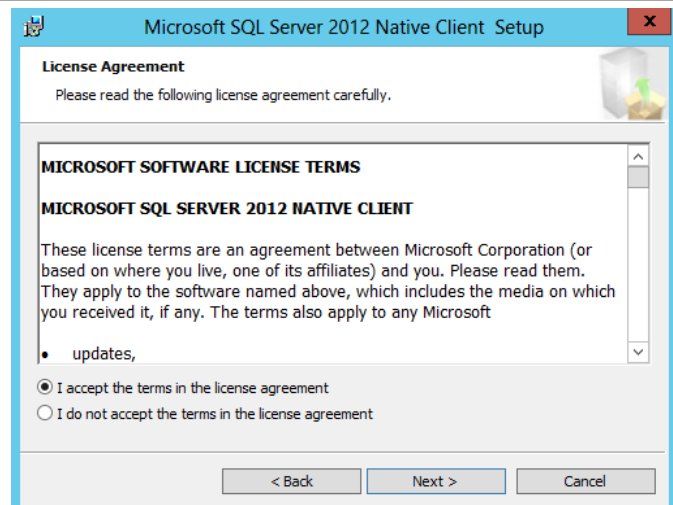 Microsoft SQL Server 2012 Native Client Setup
x
License Agreement
Please read the following license agreement carefully.
MICROSOFT SOFTWARE LICENSE TERMS
MICROSOFT SQL SERVER 2012 NATIVE CLIENT
These license terms are an agreement between Microsoft Corporation (or
based on where you live, one of its affiliates) and you. Please read them.
They apply to the software named above, which includes the media on which
you received it, if any. The terms also apply to any Microsoft
• updates,
I accept the terms in the license agreement
I do not accept the terms in the license agreement
< Back Next > Cancel